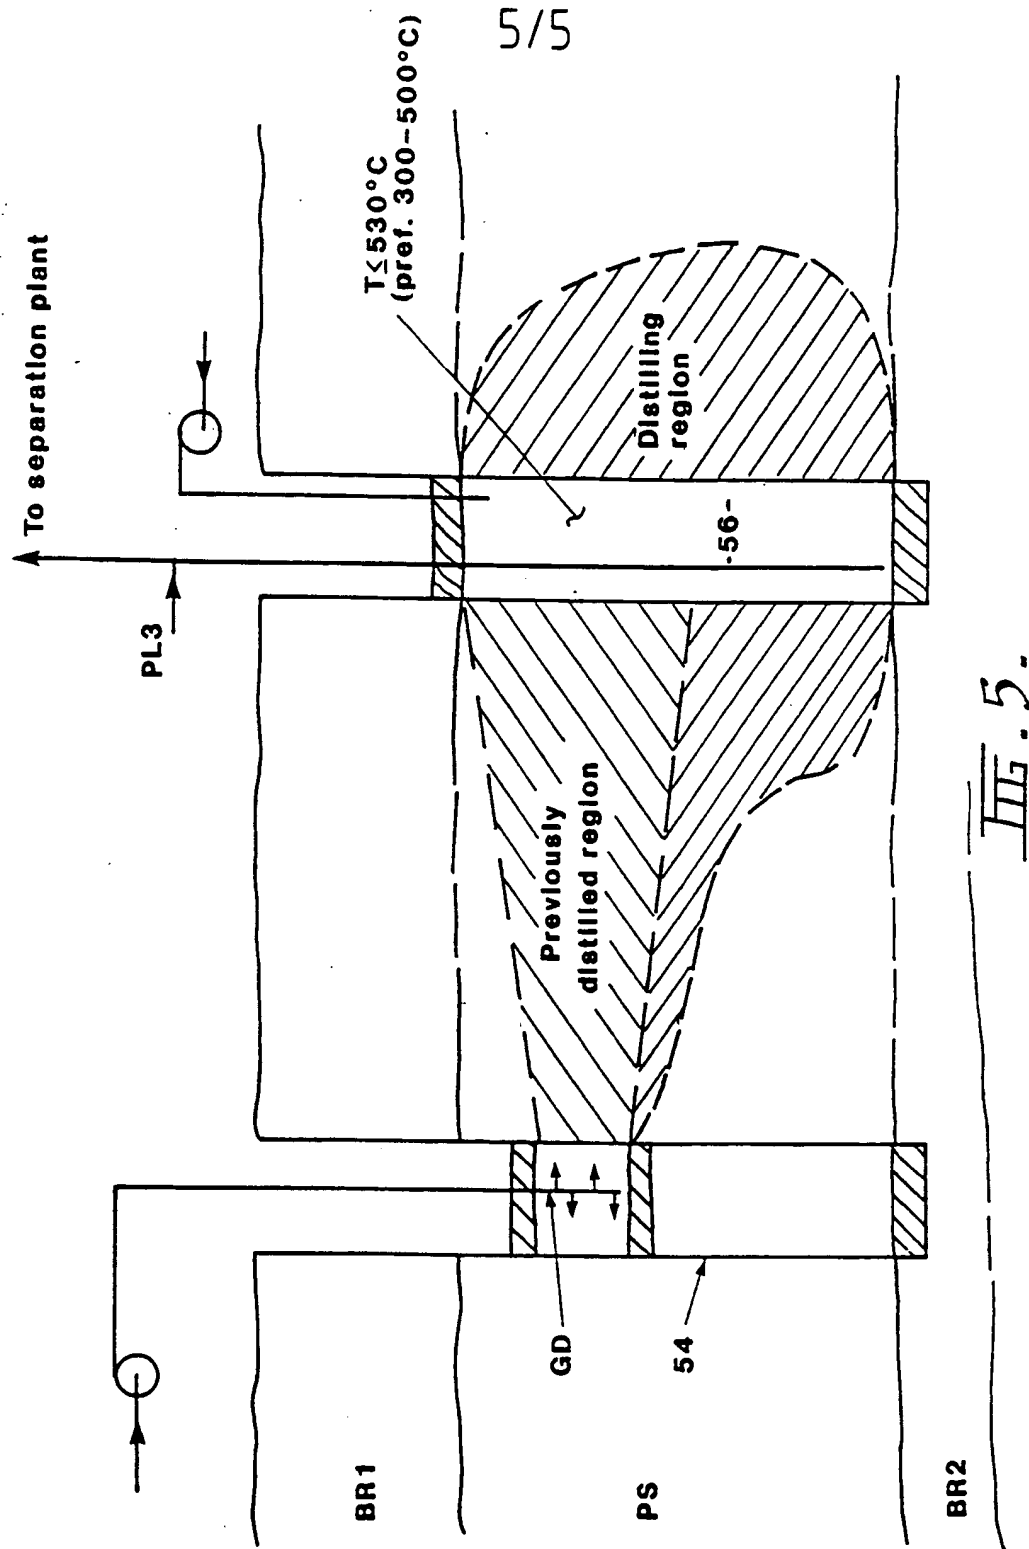 5/5
To separation plant
T≤530°C
(pref. 300-500°C)
PL3
Distilling
region
-56-
Previously
distilled region
GD
54
BR1
PS
BR2
FIG. 5.